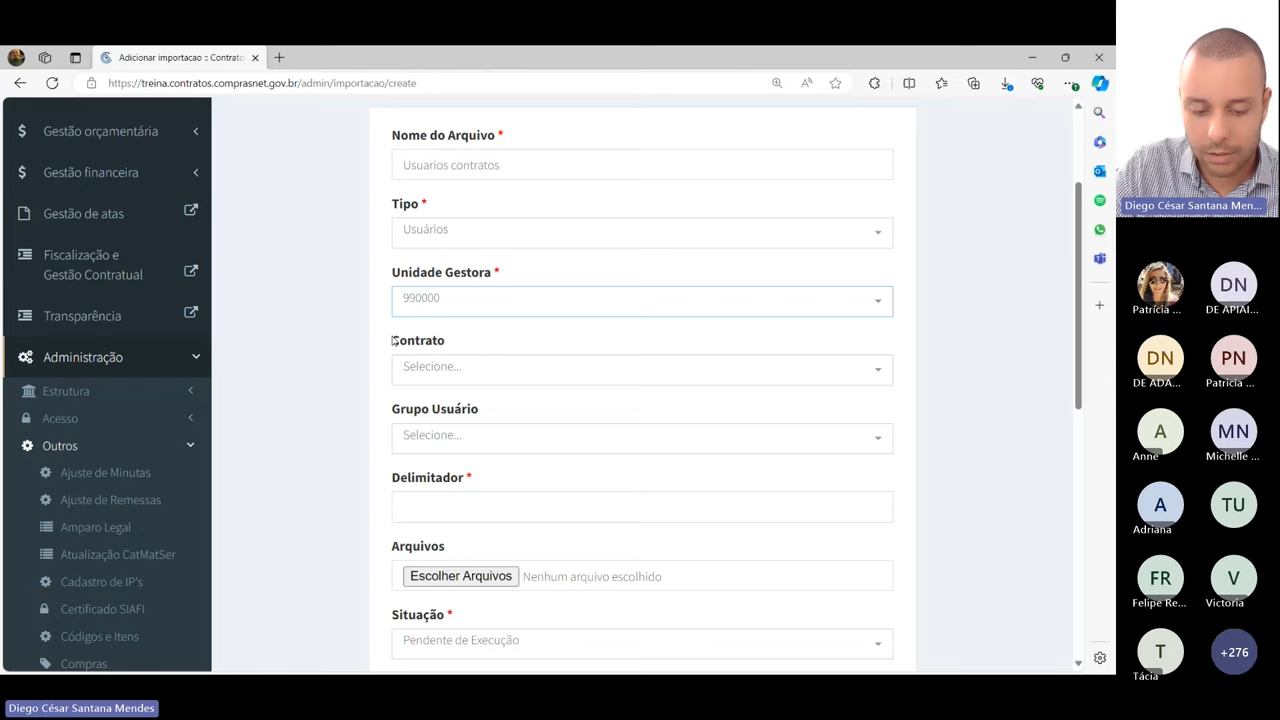 Adicionar importacao :: Contrato
https://treina.contratos.comprasnet.gov.br/admin/importacao/create
Gestão orçamentária
Gestão financeira
Gestão de atas
Fiscalização e
Gestão Contratual
Transparência
Administração
Estrutura
Acesso
Outros
Ajuste de Minutas
Ajuste de Remessas
Amparo Legal
Atualização CatMatSer
Cadastro de IP's
Certificado SIAFI
Códigos e Itens
Compras
Nome do Arquivo *
Usuarios contratos
Tipo *
Usuários
Unidade Gestora *
990000
Contrato
Selecione...
Grupo Usuário
Selecione...
Delimitador *
Arquivos
Escolher Arquivos Nenhum arquivo escolhido
Situação *
Pendente de Execução
Diego César Santana Men...
Patrícia ...
DN
DE APIAI...
DN
DE ADA...
PN
Patricia ...
A
Anne
MN
Michelle ...
A
Adriana
TU
FR
Felipe Re...
V
Victoria
T
Tácia
+276
Diego César Santana Mendes